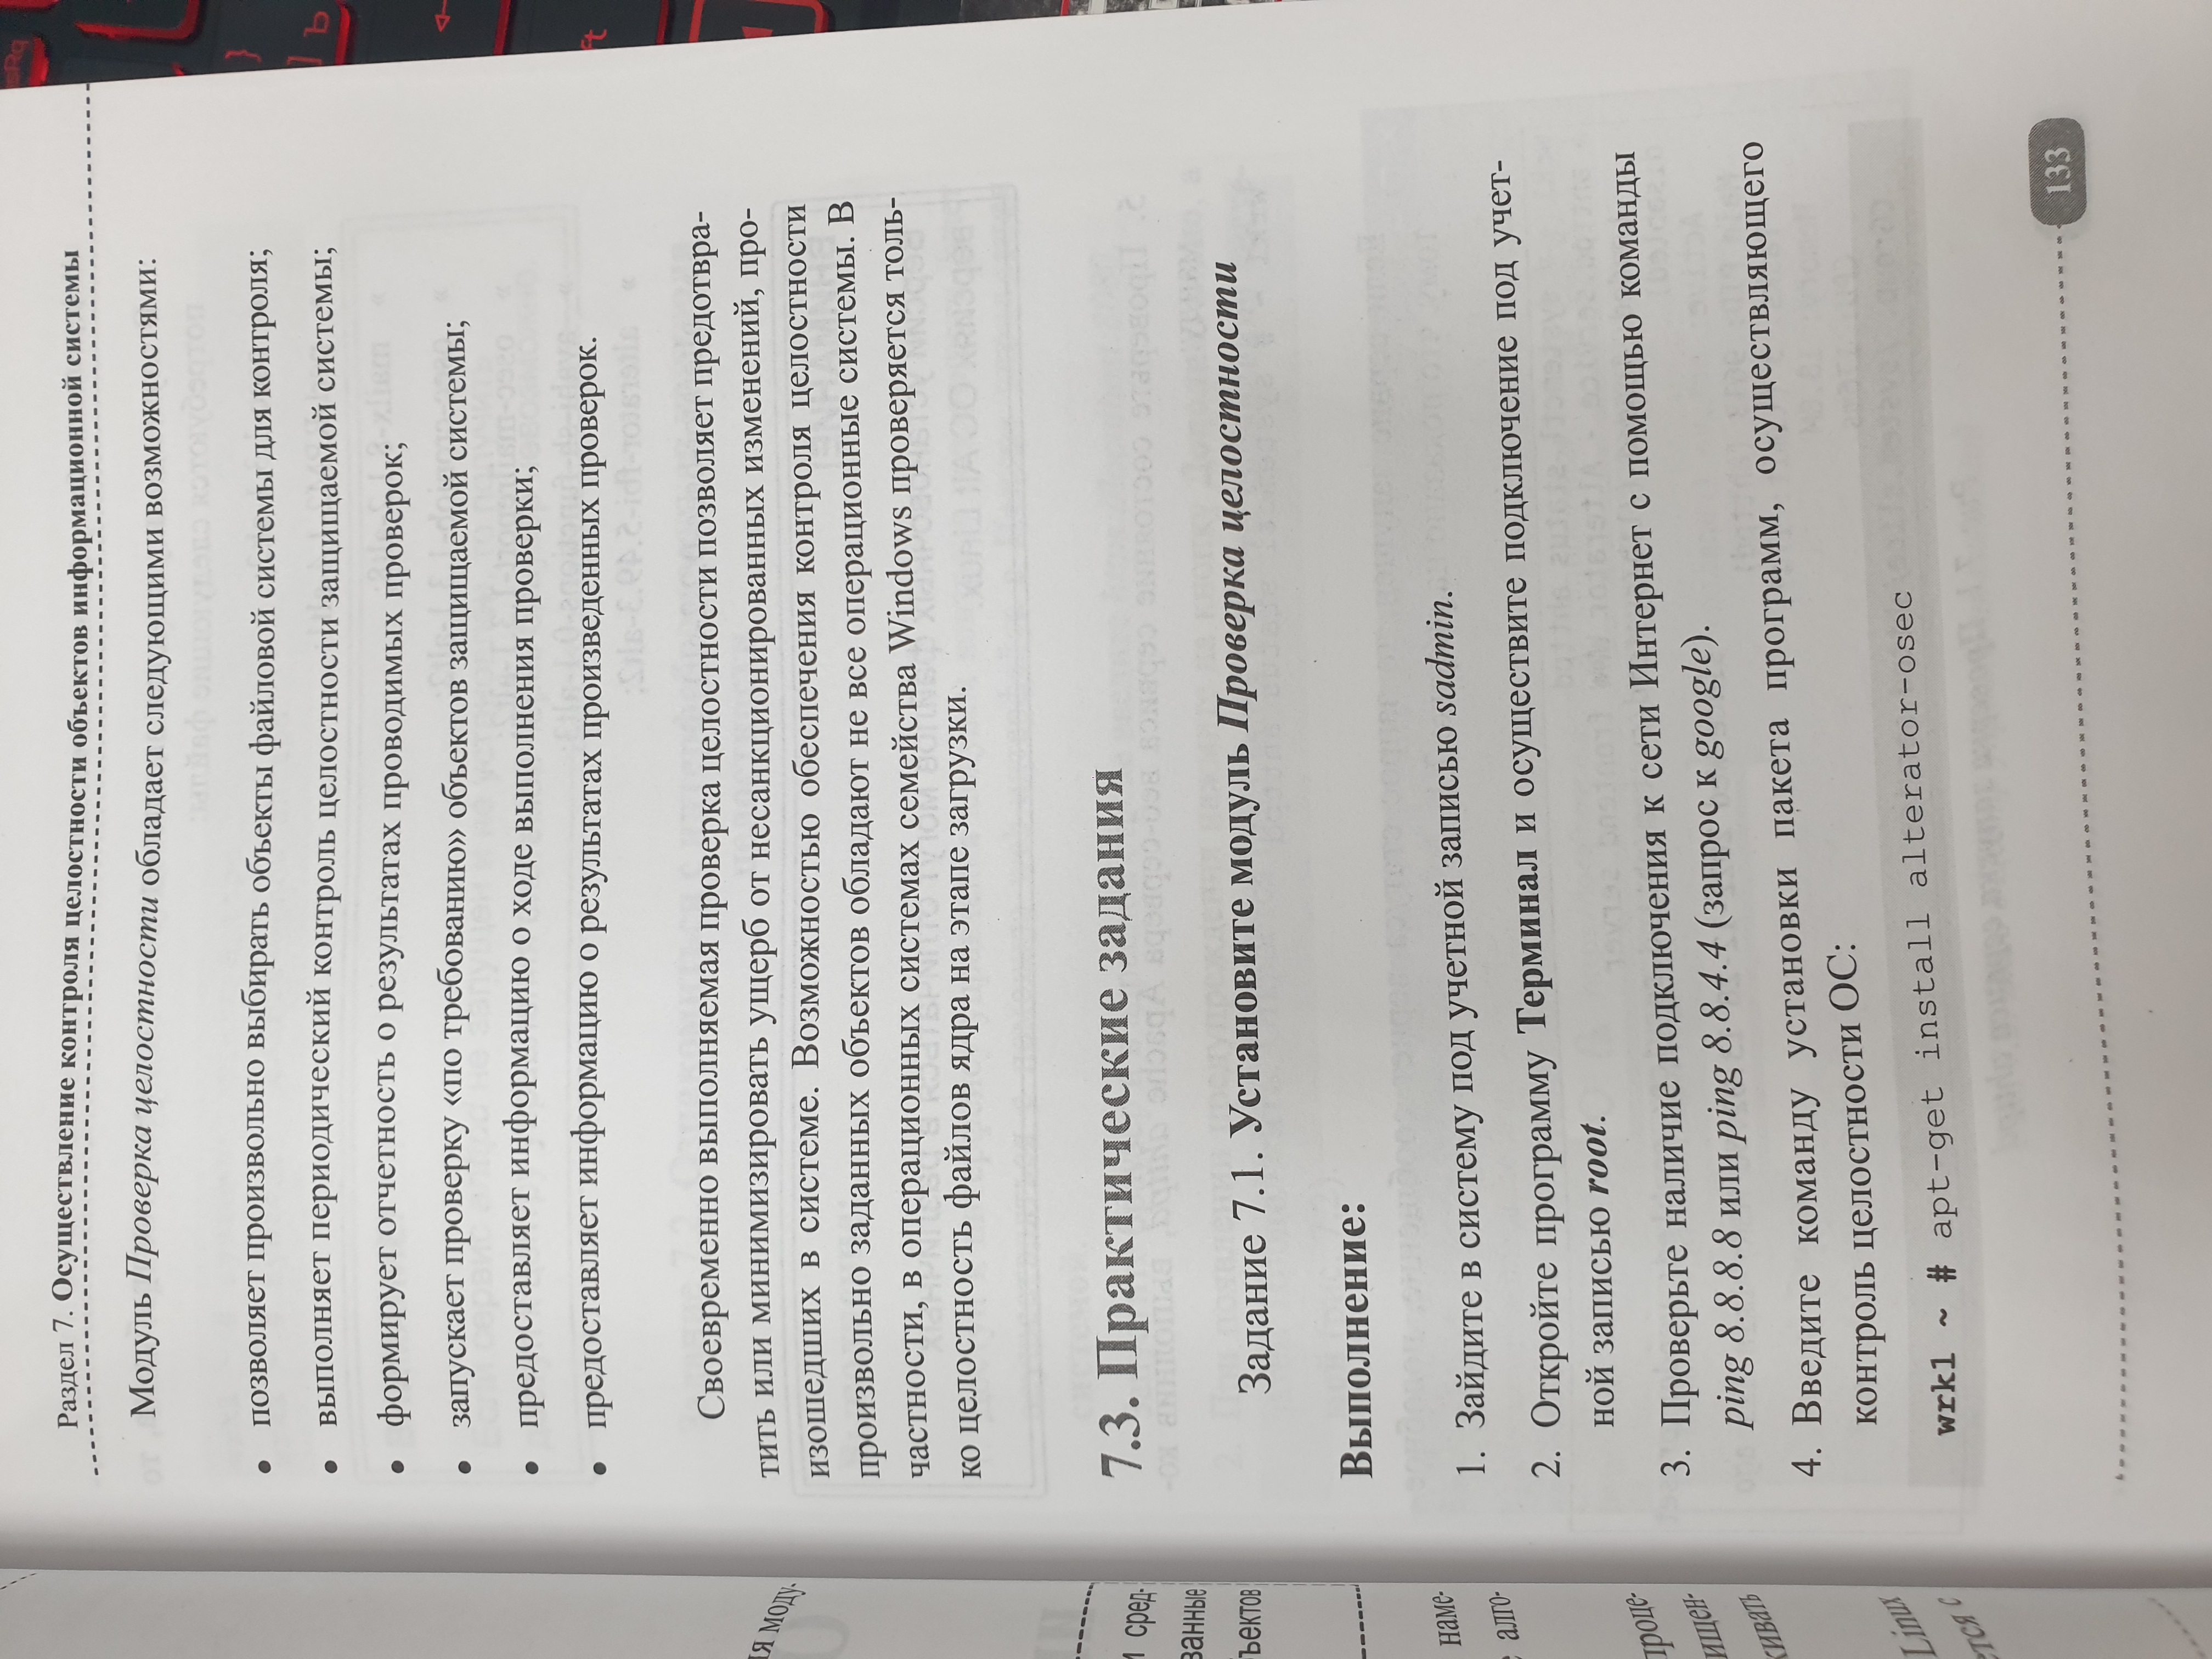 Раздел 7. Осуществление контроля целостности объектов информационной системы
Модуль Проверка целостности обладает следующими возможностями:
• позволяет произвольно выбирать объекты файловой системы для контроля;
• выполняет периодический контроль целостности защищаемой системы;
• формирует отчетность о результатах проводимых проверок;
• запускает проверку «по требованию» объектов защищаемой системы;
• предоставляет информацию о ходе выполнения проверки;
• предоставляет информацию о результатах произведенных проверок.
Своевременно выполняемая проверка целостности позволяет предотвра-
тить или минимизировать ущерб от несанкционированных изменений, про-
изошедших в системе. Возможностью обеспечения контроля целостности
произвольно заданных объектов обладают не все операционные системы. В
частности, в операционных системах семейства Windows проверяется толь-
ко целостность файлов ядра на этапе загрузки.
7.3. Практические задания
Задание 7.1. Установите модуль Проверка целостности
Выполнение:
1. Зайдите в систему под учетной записью sadmin.
2. Откройте программу Терминал и осуществите подключение под учет-
ной записью root.
3. Проверьте наличие подключения к сети Интернет с помощью команды
ping 8.8.8.8 или ping 8.8.4.4 (запрос к google).
4. Введите команду установки пакета программ, осуществляющего
контроль целостности ОС:
wrk1 ~ # apt-get install alterator-osec
133